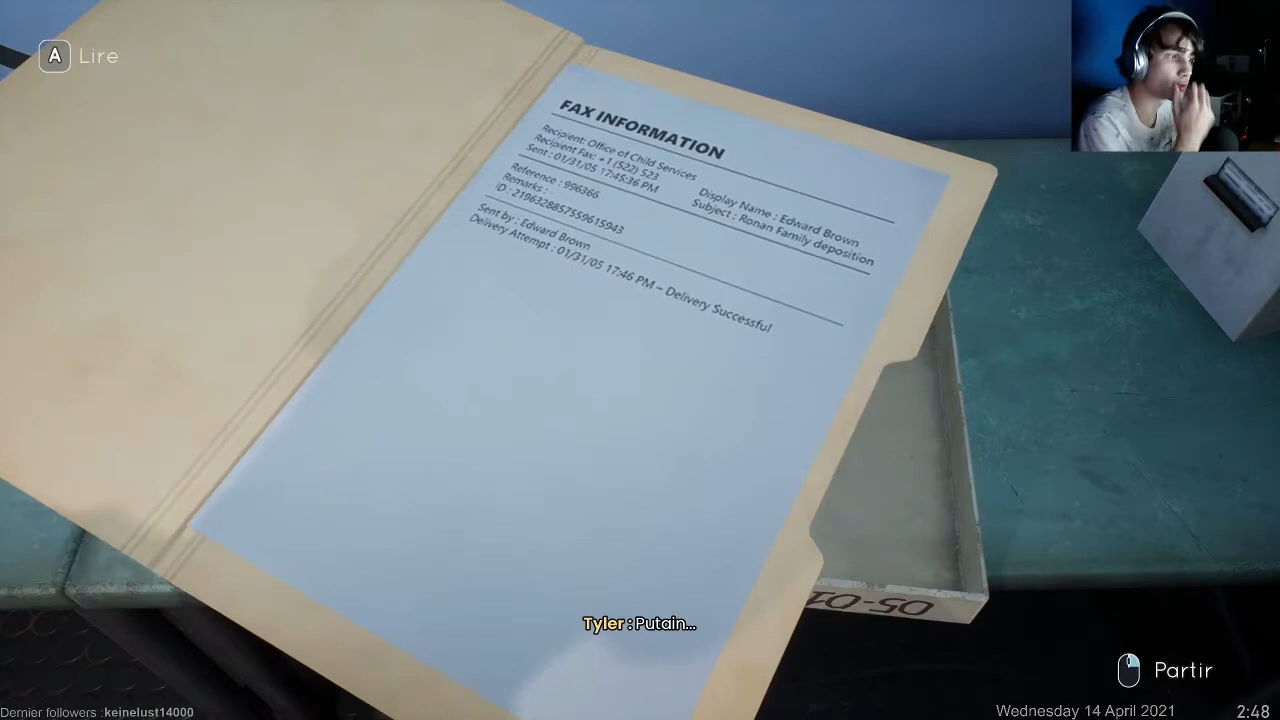 A Lire
FAX INFORMATION
Recipient: Office of Child Services
Recipient Fax: +1 (522) 523
Sent : 01/31/05 17:45:36 PM
Display Name : Edward Brown
Subject : Ronan Family deposition
Reference : 996366
Remarks :
ID : 2196328857559615943
Sent by : Edward Brown
Delivery Attempt : 01/31/05 17:46 PM – Delivery Successful
05-01
Tyler : Putain...
Partir
Dernier followers :keinelust14000
Wednesday 14 April 2021
2:48